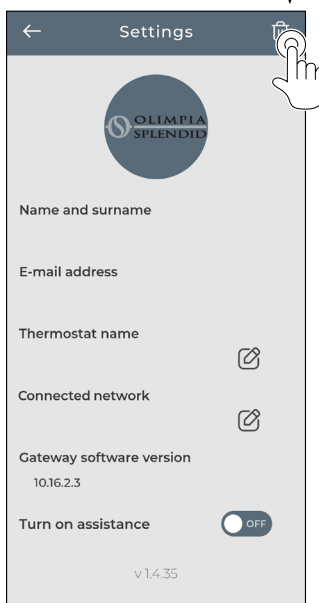 Settings
OLIMPIA
SPLENDID
Name and surname
E-mail address
Thermostat name
Connected network
Gateway software version
10.16.2.3
Turn on assistance
OFF
v 1.4.35